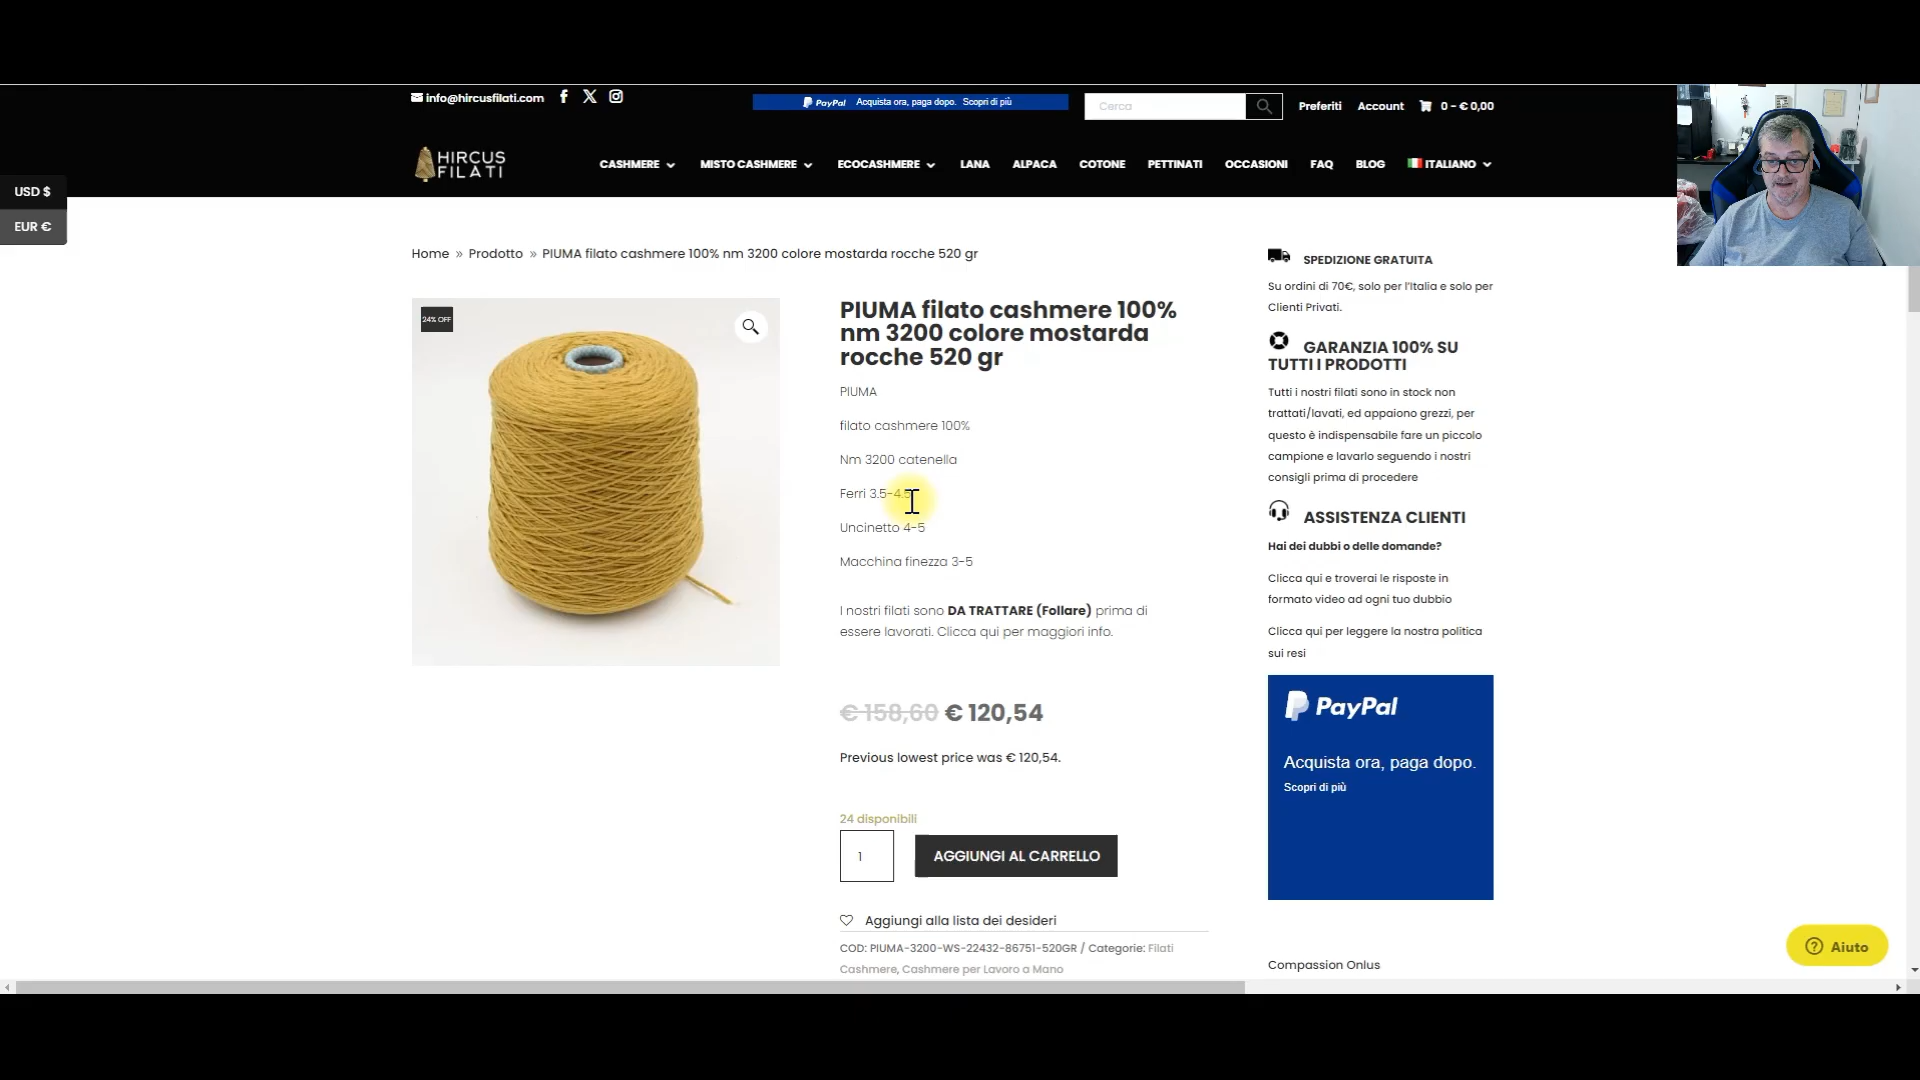 info@hircusfilati.com
PayPal Acquista ora, paga dopo. Scopri di più
Cerca
Preferiti Account 0 - € 0,00
HIRCUS
FILATI
CASHMERE MISTO CASHMERE ECOCASHMERE LANA ALPACA COTONE PETTINATI OCCASIONI FAQ BLOG ITALIANO
USD $
EUR €
Home » Prodotto » PIUMA filato cashmere 100% nm 3200 colore mostarda rocche 520 gr
24% OFF
PIUMA filato cashmere 100%
nm 3200 colore mostarda
rocche 520 gr
PIUMA
filato cashmere 100%
Nm 3200 catenella
Ferri 3.5-4.5
Uncinetto 4-5
Macchina finezza 3-5
I nostri filati sono DA TRATTARE (Follare) prima di
essere lavorati. Clicca qui per maggiori info.
€ 158,60 € 120,54
Previous lowest price was € 120,54.
24 disponibili
1
AGGIUNGI AL CARRELLO
Aggiungi alla lista dei desideri
COD: PIUMA-3200-WS-22432-86751-520GR / Categorie: Filati
Cashmere, Cashmere per Lavoro a Mano
SPEDIZIONE GRATUITA
Su ordini di 70€, solo per l'Italia e solo per
Clienti Privati.
GARANZIA 100% SU
TUTTI I PRODOTTI
Tutti i nostri filati sono in stock non
trattati/lavati, ed appaiono grezzi, per
questo è indispensabile fare un piccolo
campione e lavarlo seguendo i nostri
consigli prima di procedere
ASSISTENZA CLIENTI
Hai dei dubbi o delle domande?
Clicca qui e troverai le risposte in
formato video ad ogni tuo dubbio
Clicca qui per leggere la nostra politica
sui resi
PayPal
Acquista ora, paga dopo.
Scopri di più
Compassion Onlus
Aiuto